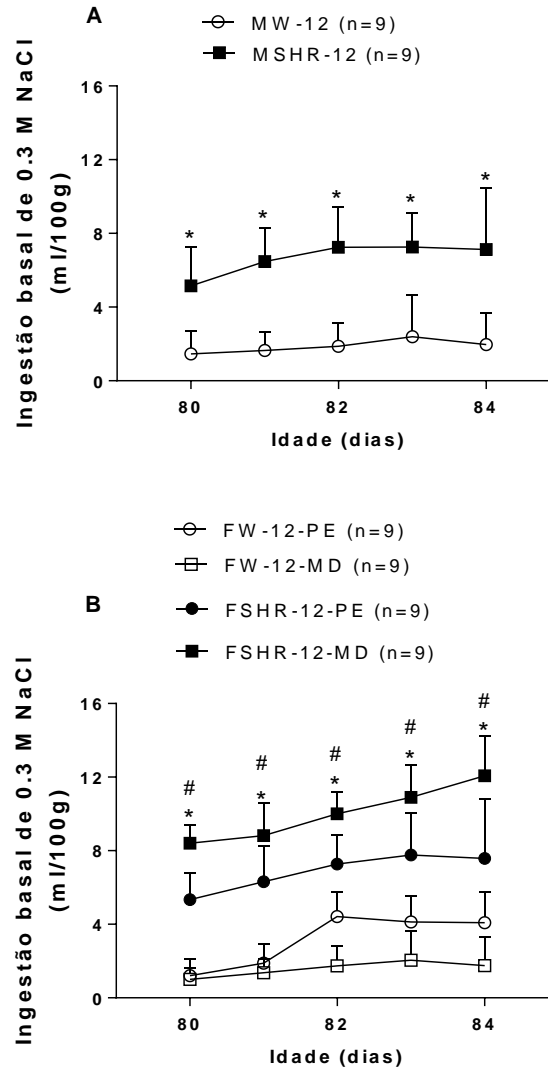 A
MW-12 (n=9)
MSHR-12 (n=9)
Ingestão basal de 0.3 M NaCl
(ml/100g)
16
12
8
4
0
* * * * *
80 82 84
Idade (dias)
FW-12-PE (n=9)
FW-12-MD (n=9)
B
FSHR-12-PE (n=9)
FSHR-12-MD (n=9)
Ingestão basal de 0.3 M NaCl
(ml/100g)
16
12
8
4
0
# # # # #
* * * * *
80 82 84
Idade (dias)